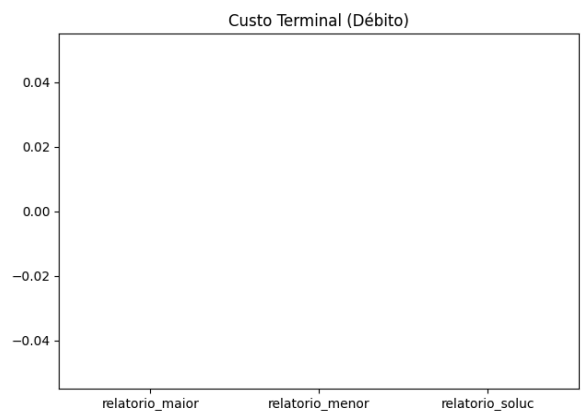 Custo Terminal (Débito)
0.04
0.02
0.00
−0.02
−0.04
relatorio_maior relatorio_menor relatorio_soluc